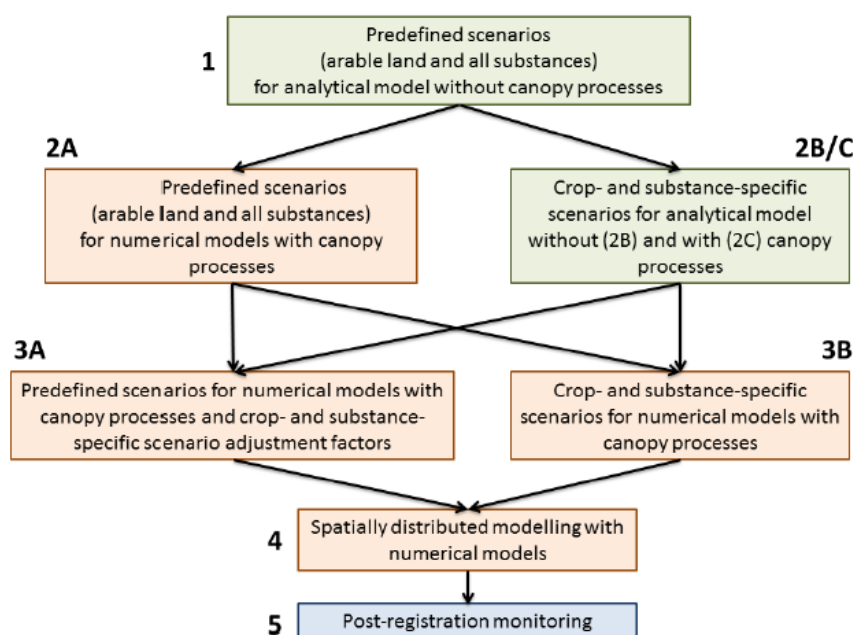 1
Predefined scenarios
(arable land and all substances)
for analytical model without canopy processes
2A
Predefined scenarios
(arable land and all substances)
for numerical models with canopy
processes
2B/C
Crop- and substance-specific
scenarios for analytical model
without (2B) and with (2C) canopy
processes
3A
Predefined scenarios for numerical models with
canopy processes and crop- and substance-
specific scenario adjustment factors
3B
Crop- and substance-specific
scenarios for numerical models with
canopy processes
4
Spatially distributed modelling with
numerical models
5
Post-registration monitoring